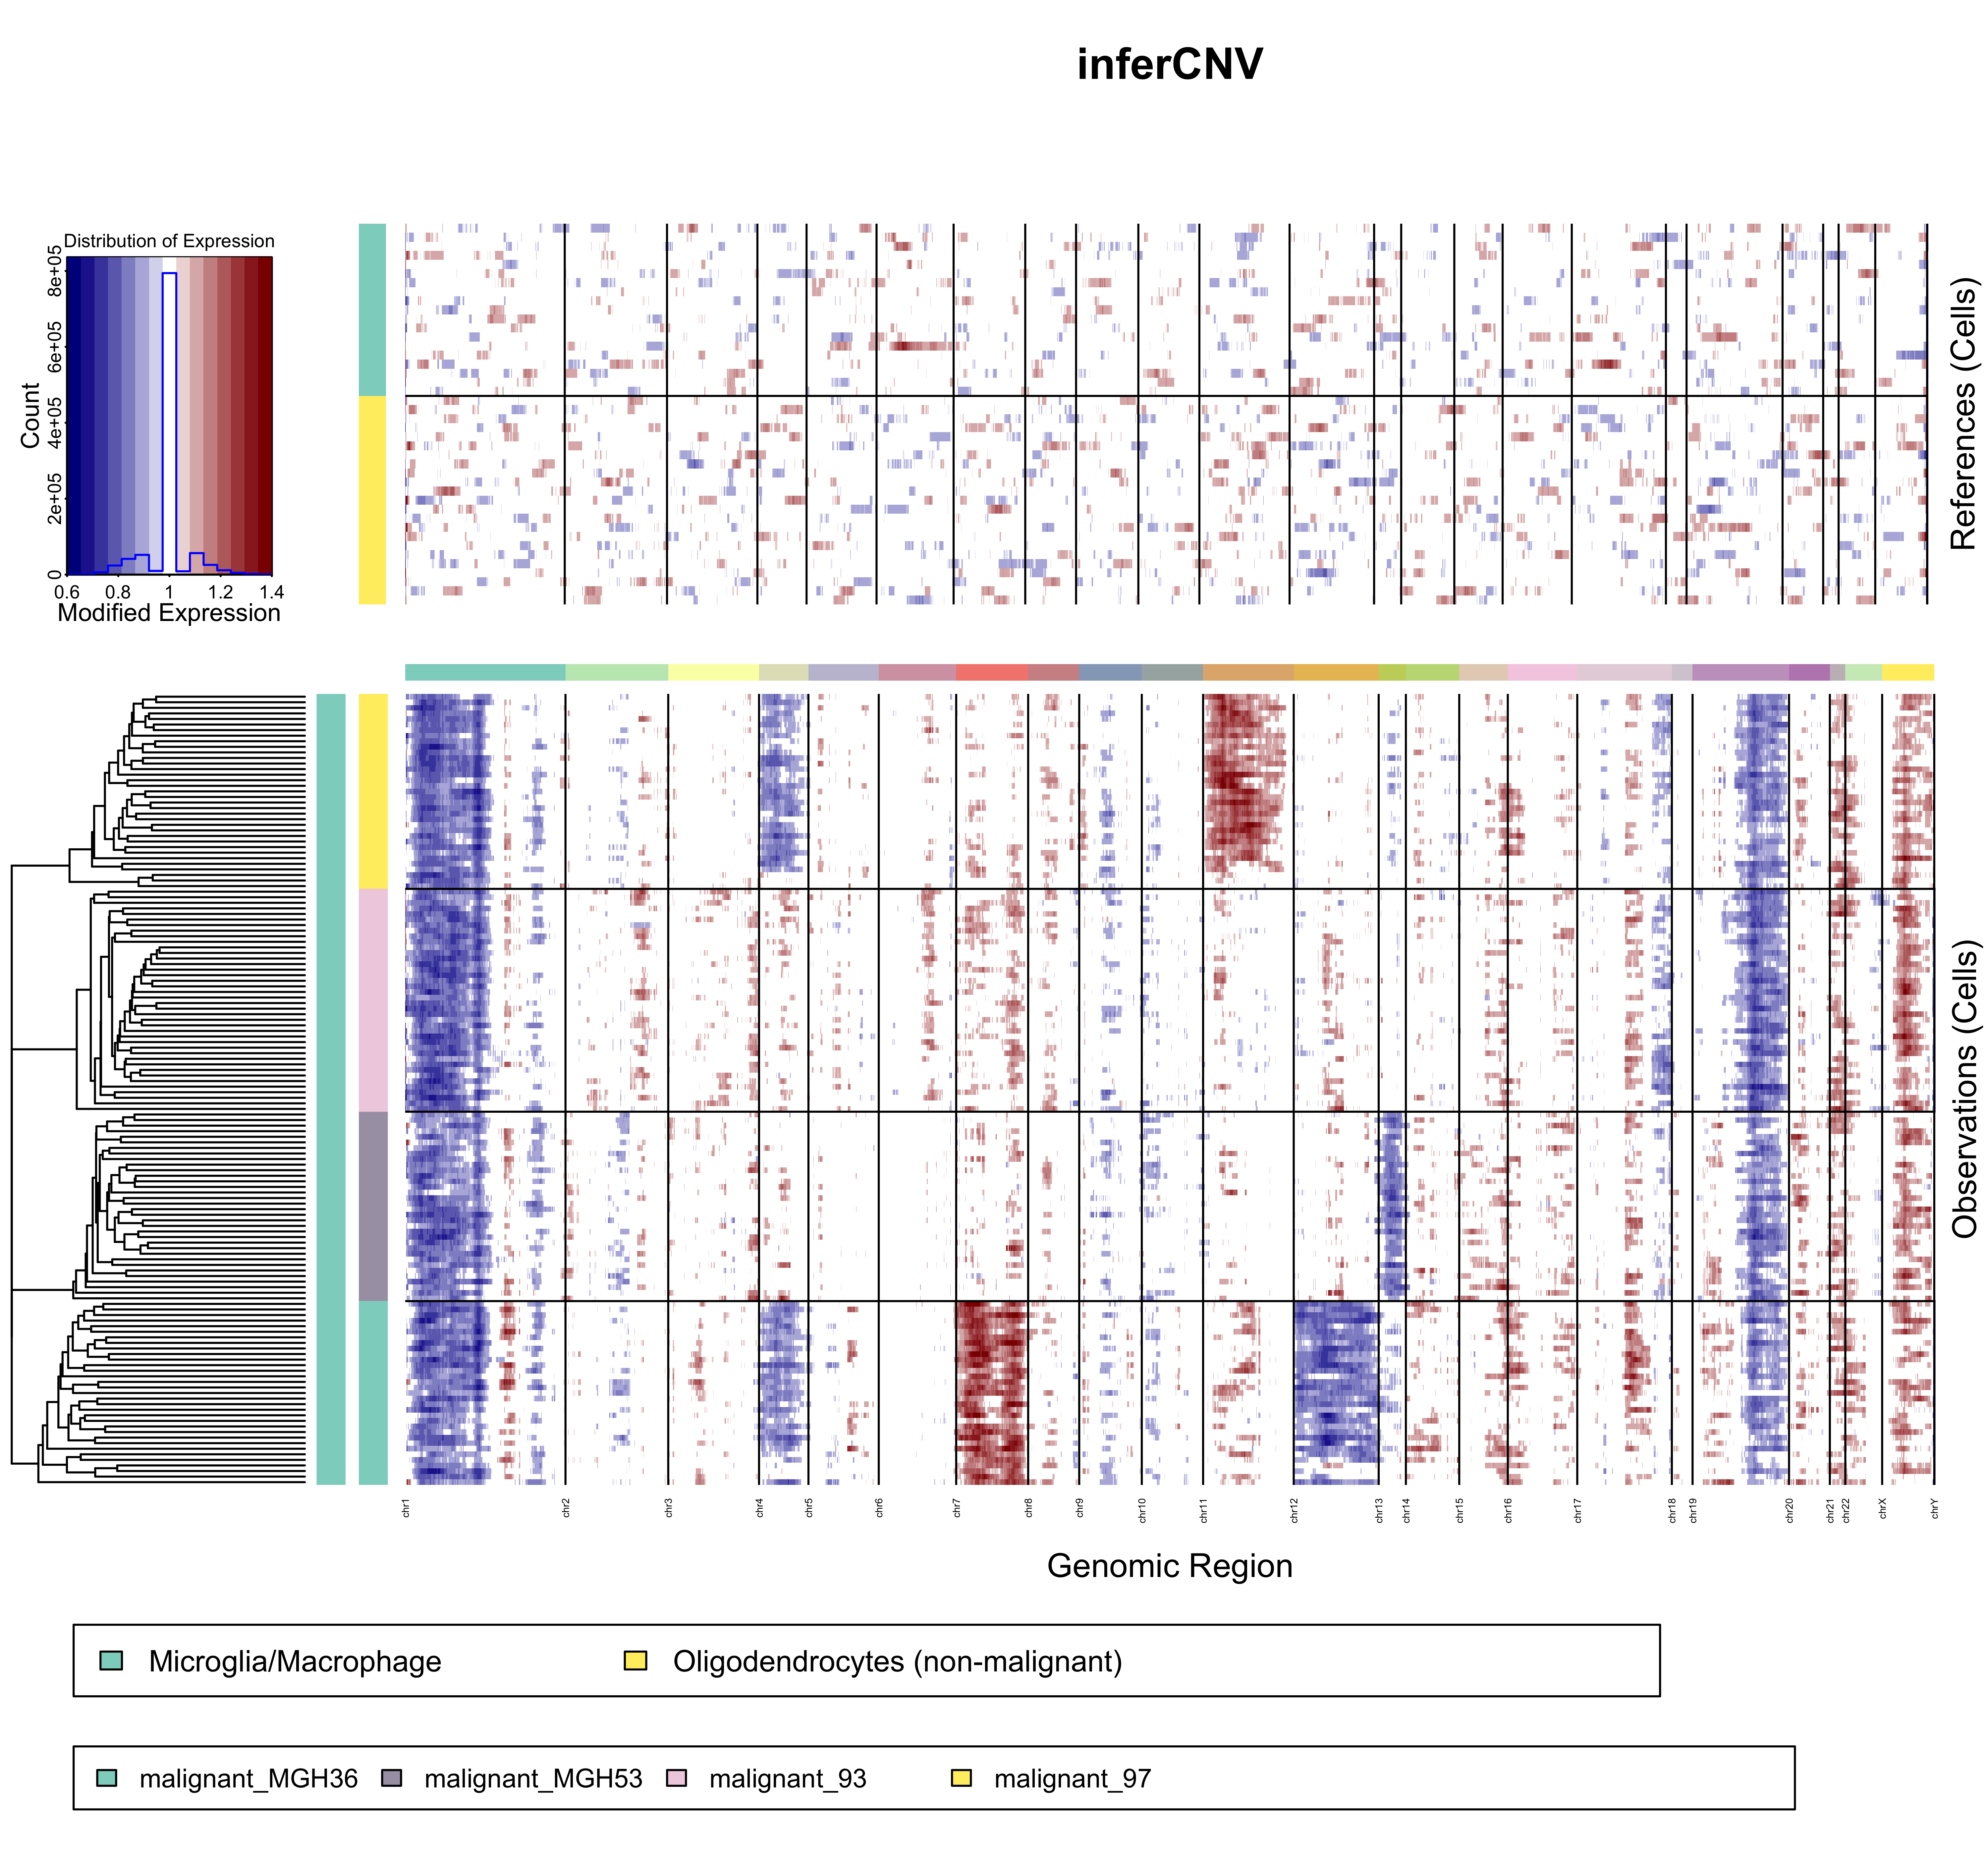 inferCNV
Distribution of Expression
Count
0 2e+05 4e+05 6e+05 8e+05
0.6 0.8 1 1.2 1.4
Modified Expression
References (Cells)
Observations (Cells)
chr1 chr2 chr3 chr4 chr5 chr6 chr7 chr8 chr9 chr10 chr11 chr12 chr13 chr14 chr15 chr16 chr17 chr18 chr19 chr20 chr21 chr22 chrX chrY
Genomic Region
Microglia/Macrophage Oligodendrocytes (non-malignant)
malignant_MGH36 malignant_MGH53 malignant_93 malignant_97